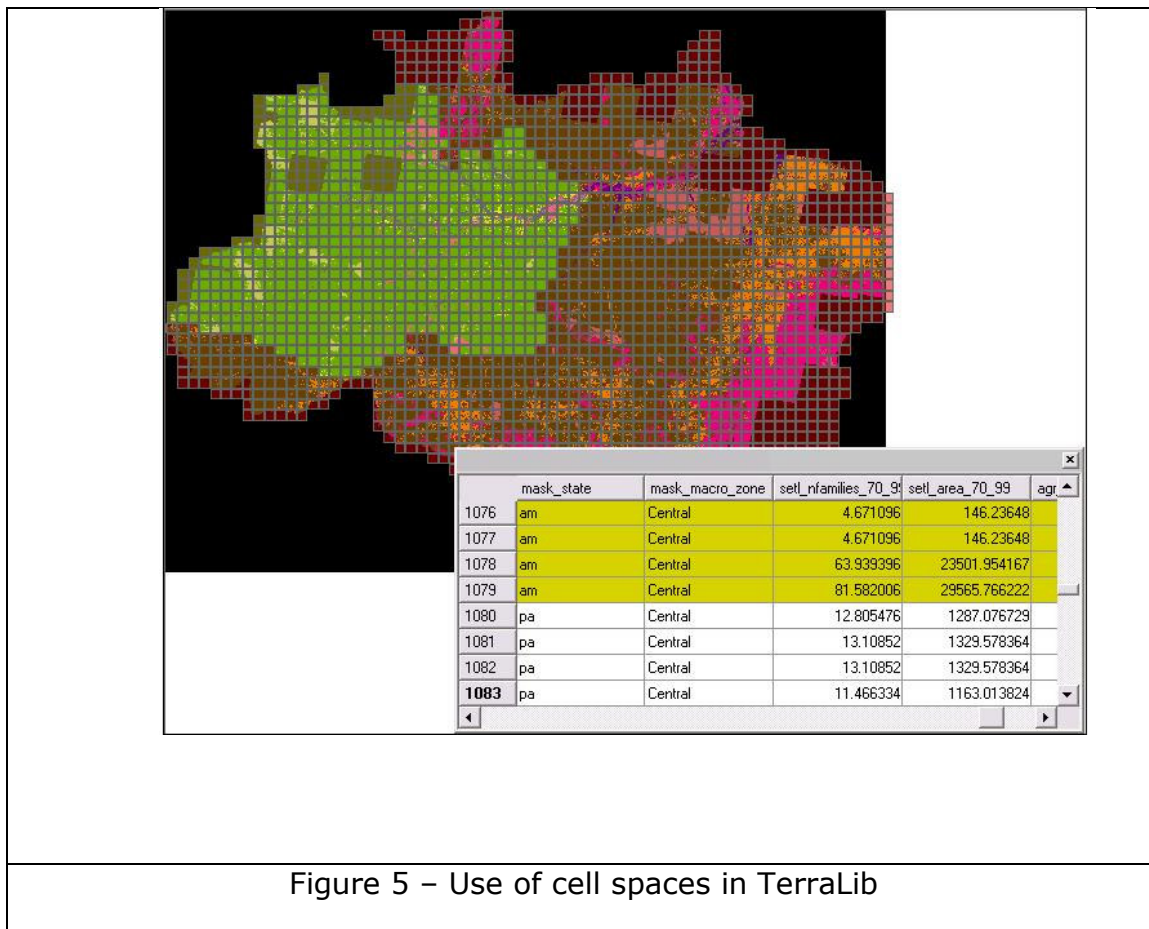 mask_state mask_macro_zone setl_nfamilies_70_9 setl_area_70_99 agr
1076 am Central 4.671096 146.23648
1077 am Central 4.671096 146.23648
1078 am Central 63.939396 23501.954167
1079 am Central 81.582006 29565.766222
1080 pa Central 12.805476 1287.076729
1081 pa Central 13.10852 1329.578364
1082 pa Central 13.10852 1329.578364
1083 pa Central 11.466334 1163.013824
Figure 5 – Use of cell spaces in TerraLib